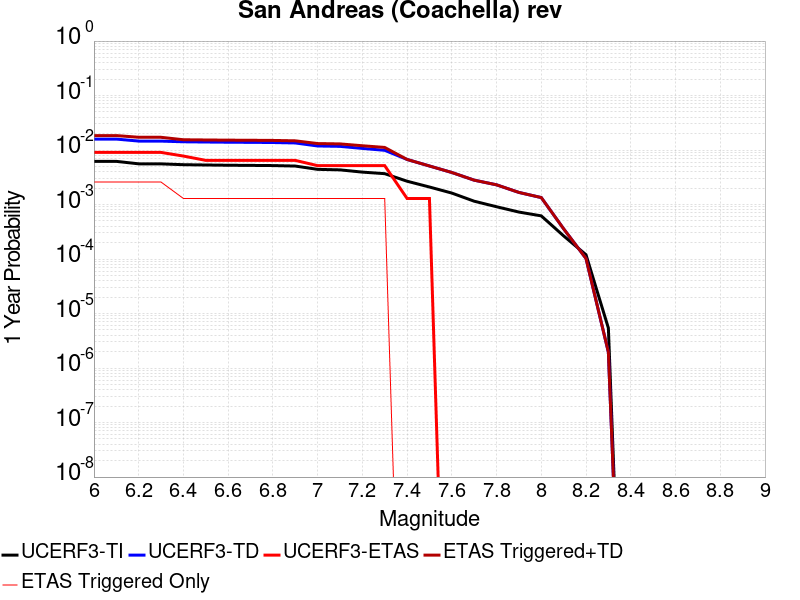 San Andreas (Coachella) rev
10^0
10^-1
10^-2
10^-3
10^-4
10^-5
10^-6
10^-7
10^-8
1 Year Probability
6 6.2 6.4 6.6 6.8 7 7.2 7.4 7.6 7.8 8 8.2 8.4 8.6 8.8 9
Magnitude
UCERF3-TI UCERF3-TD UCERF3-ETAS ETAS Triggered+TD
ETAS Triggered Only